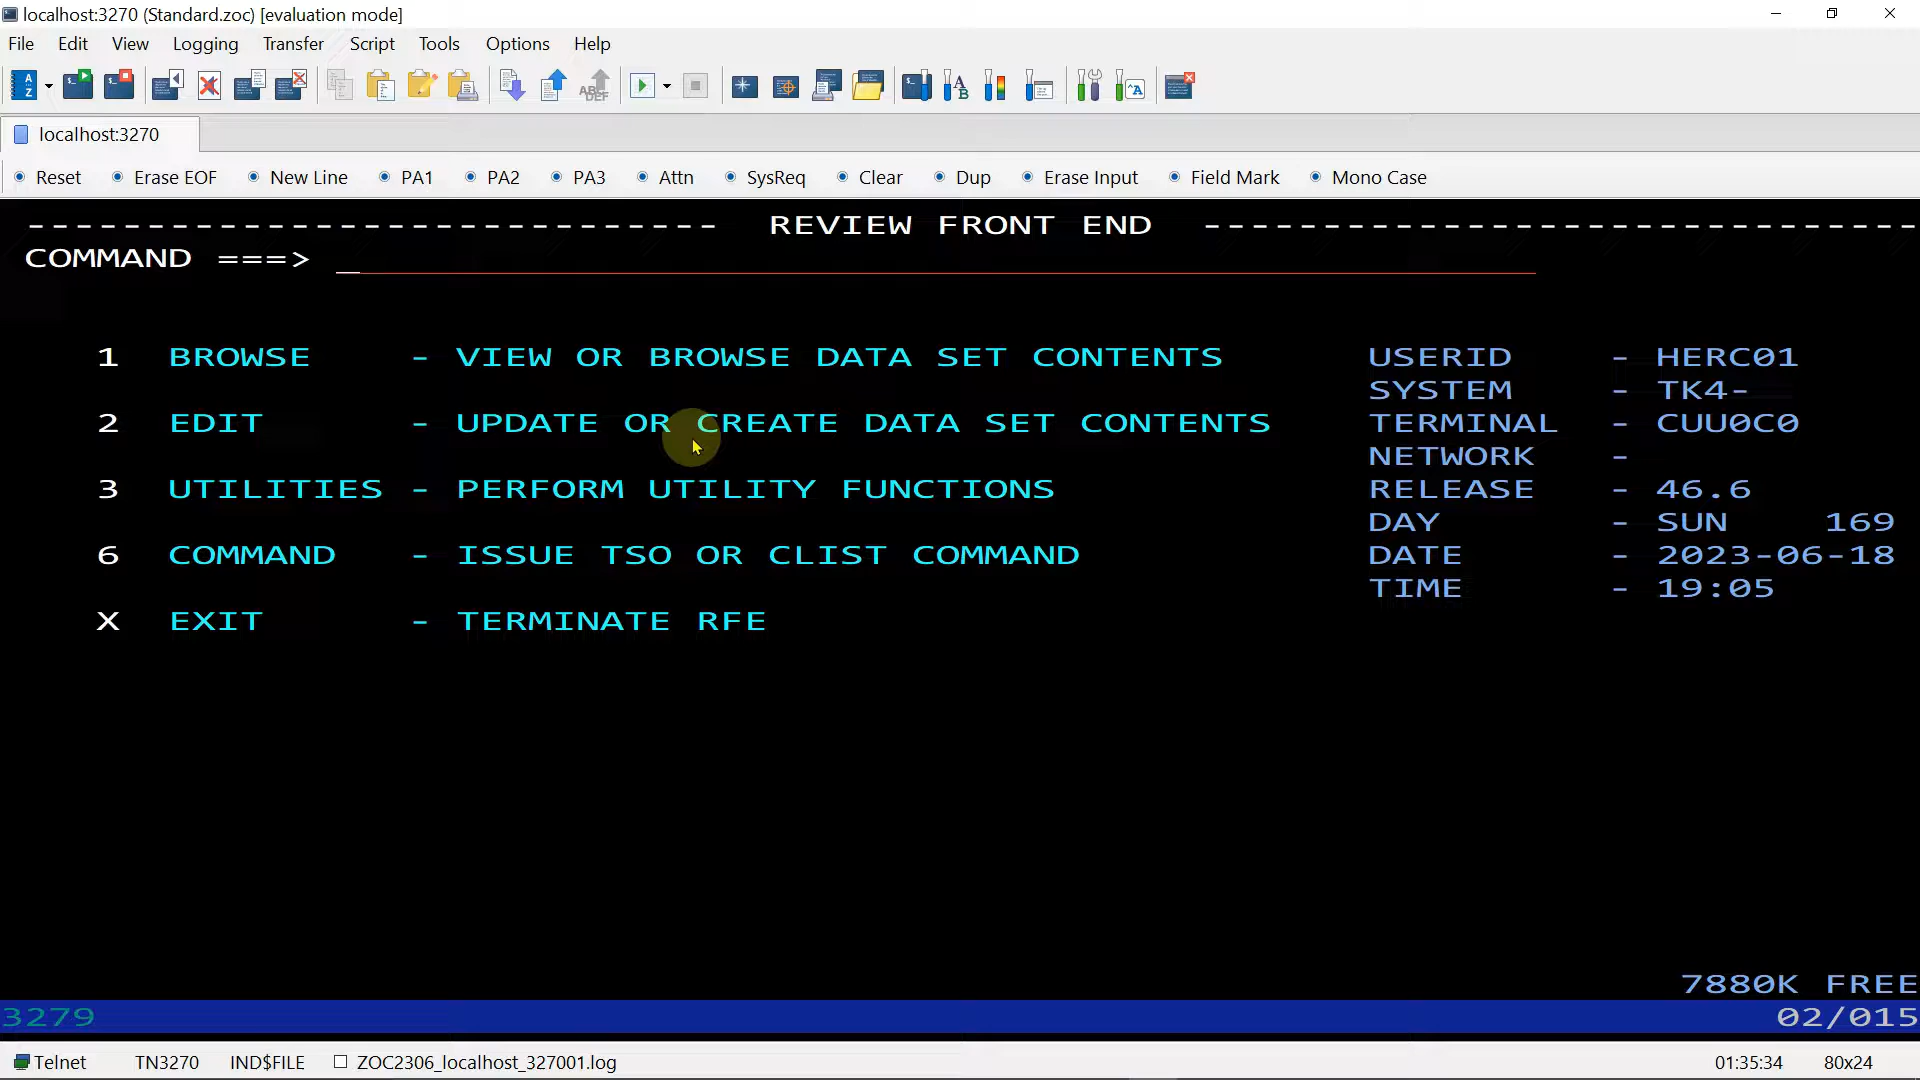 localhost:3270 (Standard.zoc) [evaluation mode]
File Edit View Logging Transfer Script Tools Options Help
localhost:3270
Reset Erase EOF New Line PA1 PA2 PA3 Attn SysReq Clear Dup Erase Input Field Mark Mono Case
----------------------------- REVIEW FRONT END ------------------------------
COMMAND ===> _
1 BROWSE - VIEW OR BROWSE DATA SET CONTENTS USERID - HERC01
SYSTEM - TK4-
2 EDIT - UPDATE OR CREATE DATA SET CONTENTS TERMINAL - CUU0C0
NETWORK -
3 UTILITIES - PERFORM UTILITY FUNCTIONS RELEASE - 46.6
DAY - SUN 169
6 COMMAND - ISSUE TSO OR CLIST COMMAND DATE - 2023-06-18
TIME - 19:05
X EXIT - TERMINATE RFE
7880K FREE
3279 02/015
Telnet TN3270 IND$FILE ZOC2306_localhost_327001.log 01:35:34 80x24